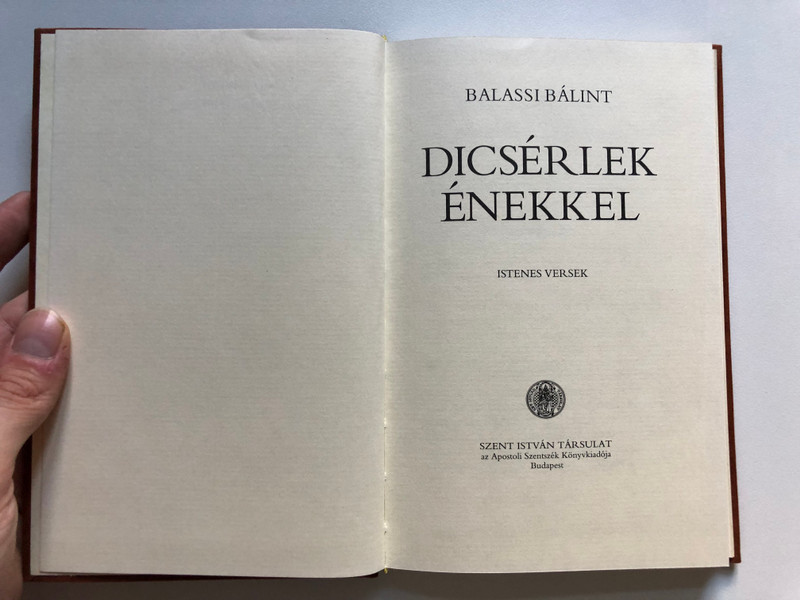 BALASSI BÁLINT
DICSÉRLEK
ÉNEKKEL
ISTENES VERSEK
SZENT ISTVÁN TÁRSULAT
az Apostoli Szentszék Könyvkiadója
Budapest